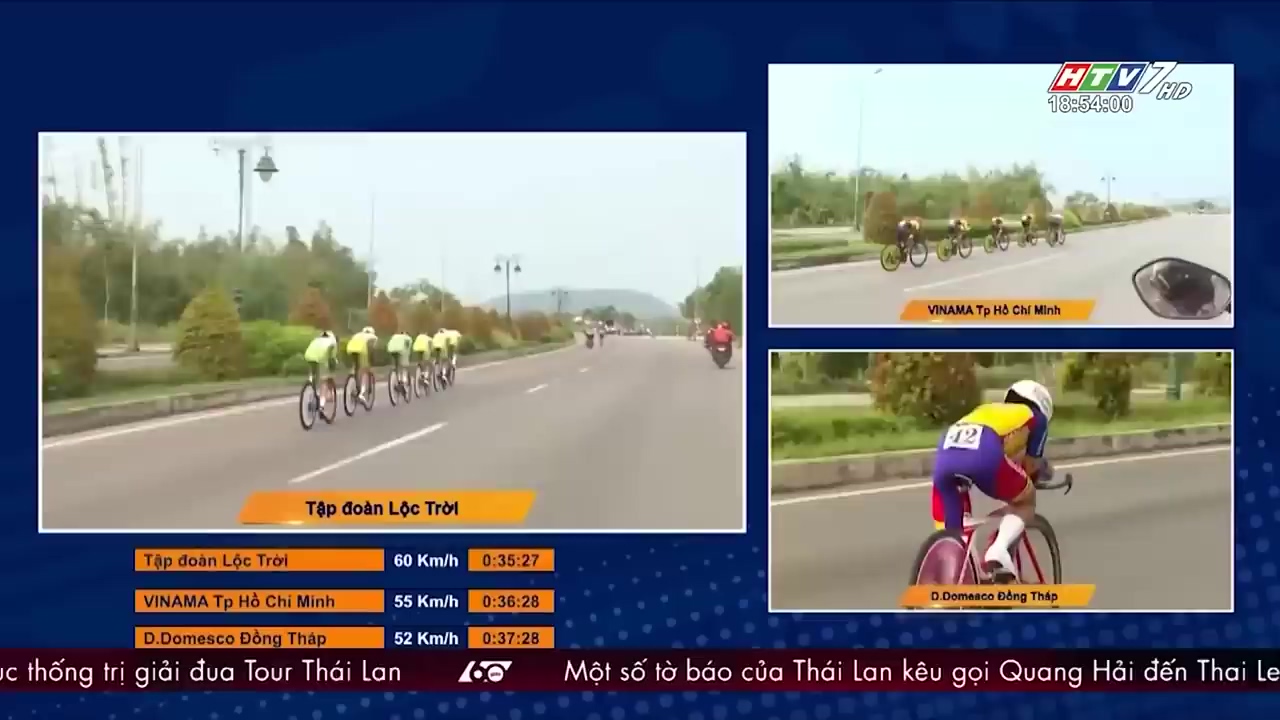 HTV7 HD
18:54:00
VINAMA Tp Hồ Chí Minh
42
Tập đoàn Lộc Trời
D.Domesco Đồng Tháp
Tập đoàn Lộc Trời 60 Km/h 0:35:27
VINAMA Tp Hồ Chí Minh 55 Km/h 0:36:28
D.Domesco Đồng Tháp 52 Km/h 0:37:28
thống trị giải đua Tour Thái Lan 60 Một số tờ báo của Thái Lan kêu gọi Quang Hải đến Thai